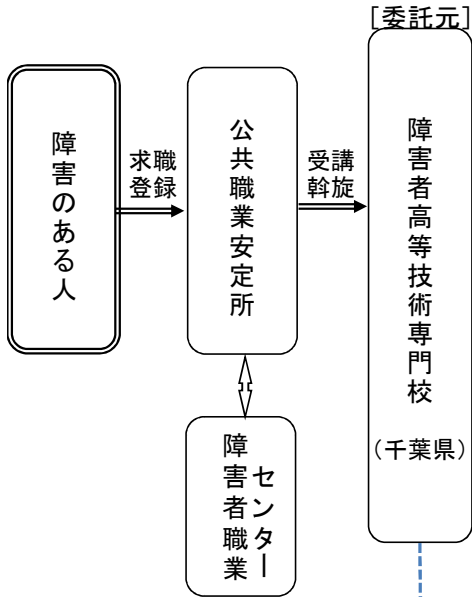 [委託元]
障害のある人
求職
登録
公共職業安定所
受講
斡旋
障害者高等技術専門校
(千葉県)
障害者職業
センター